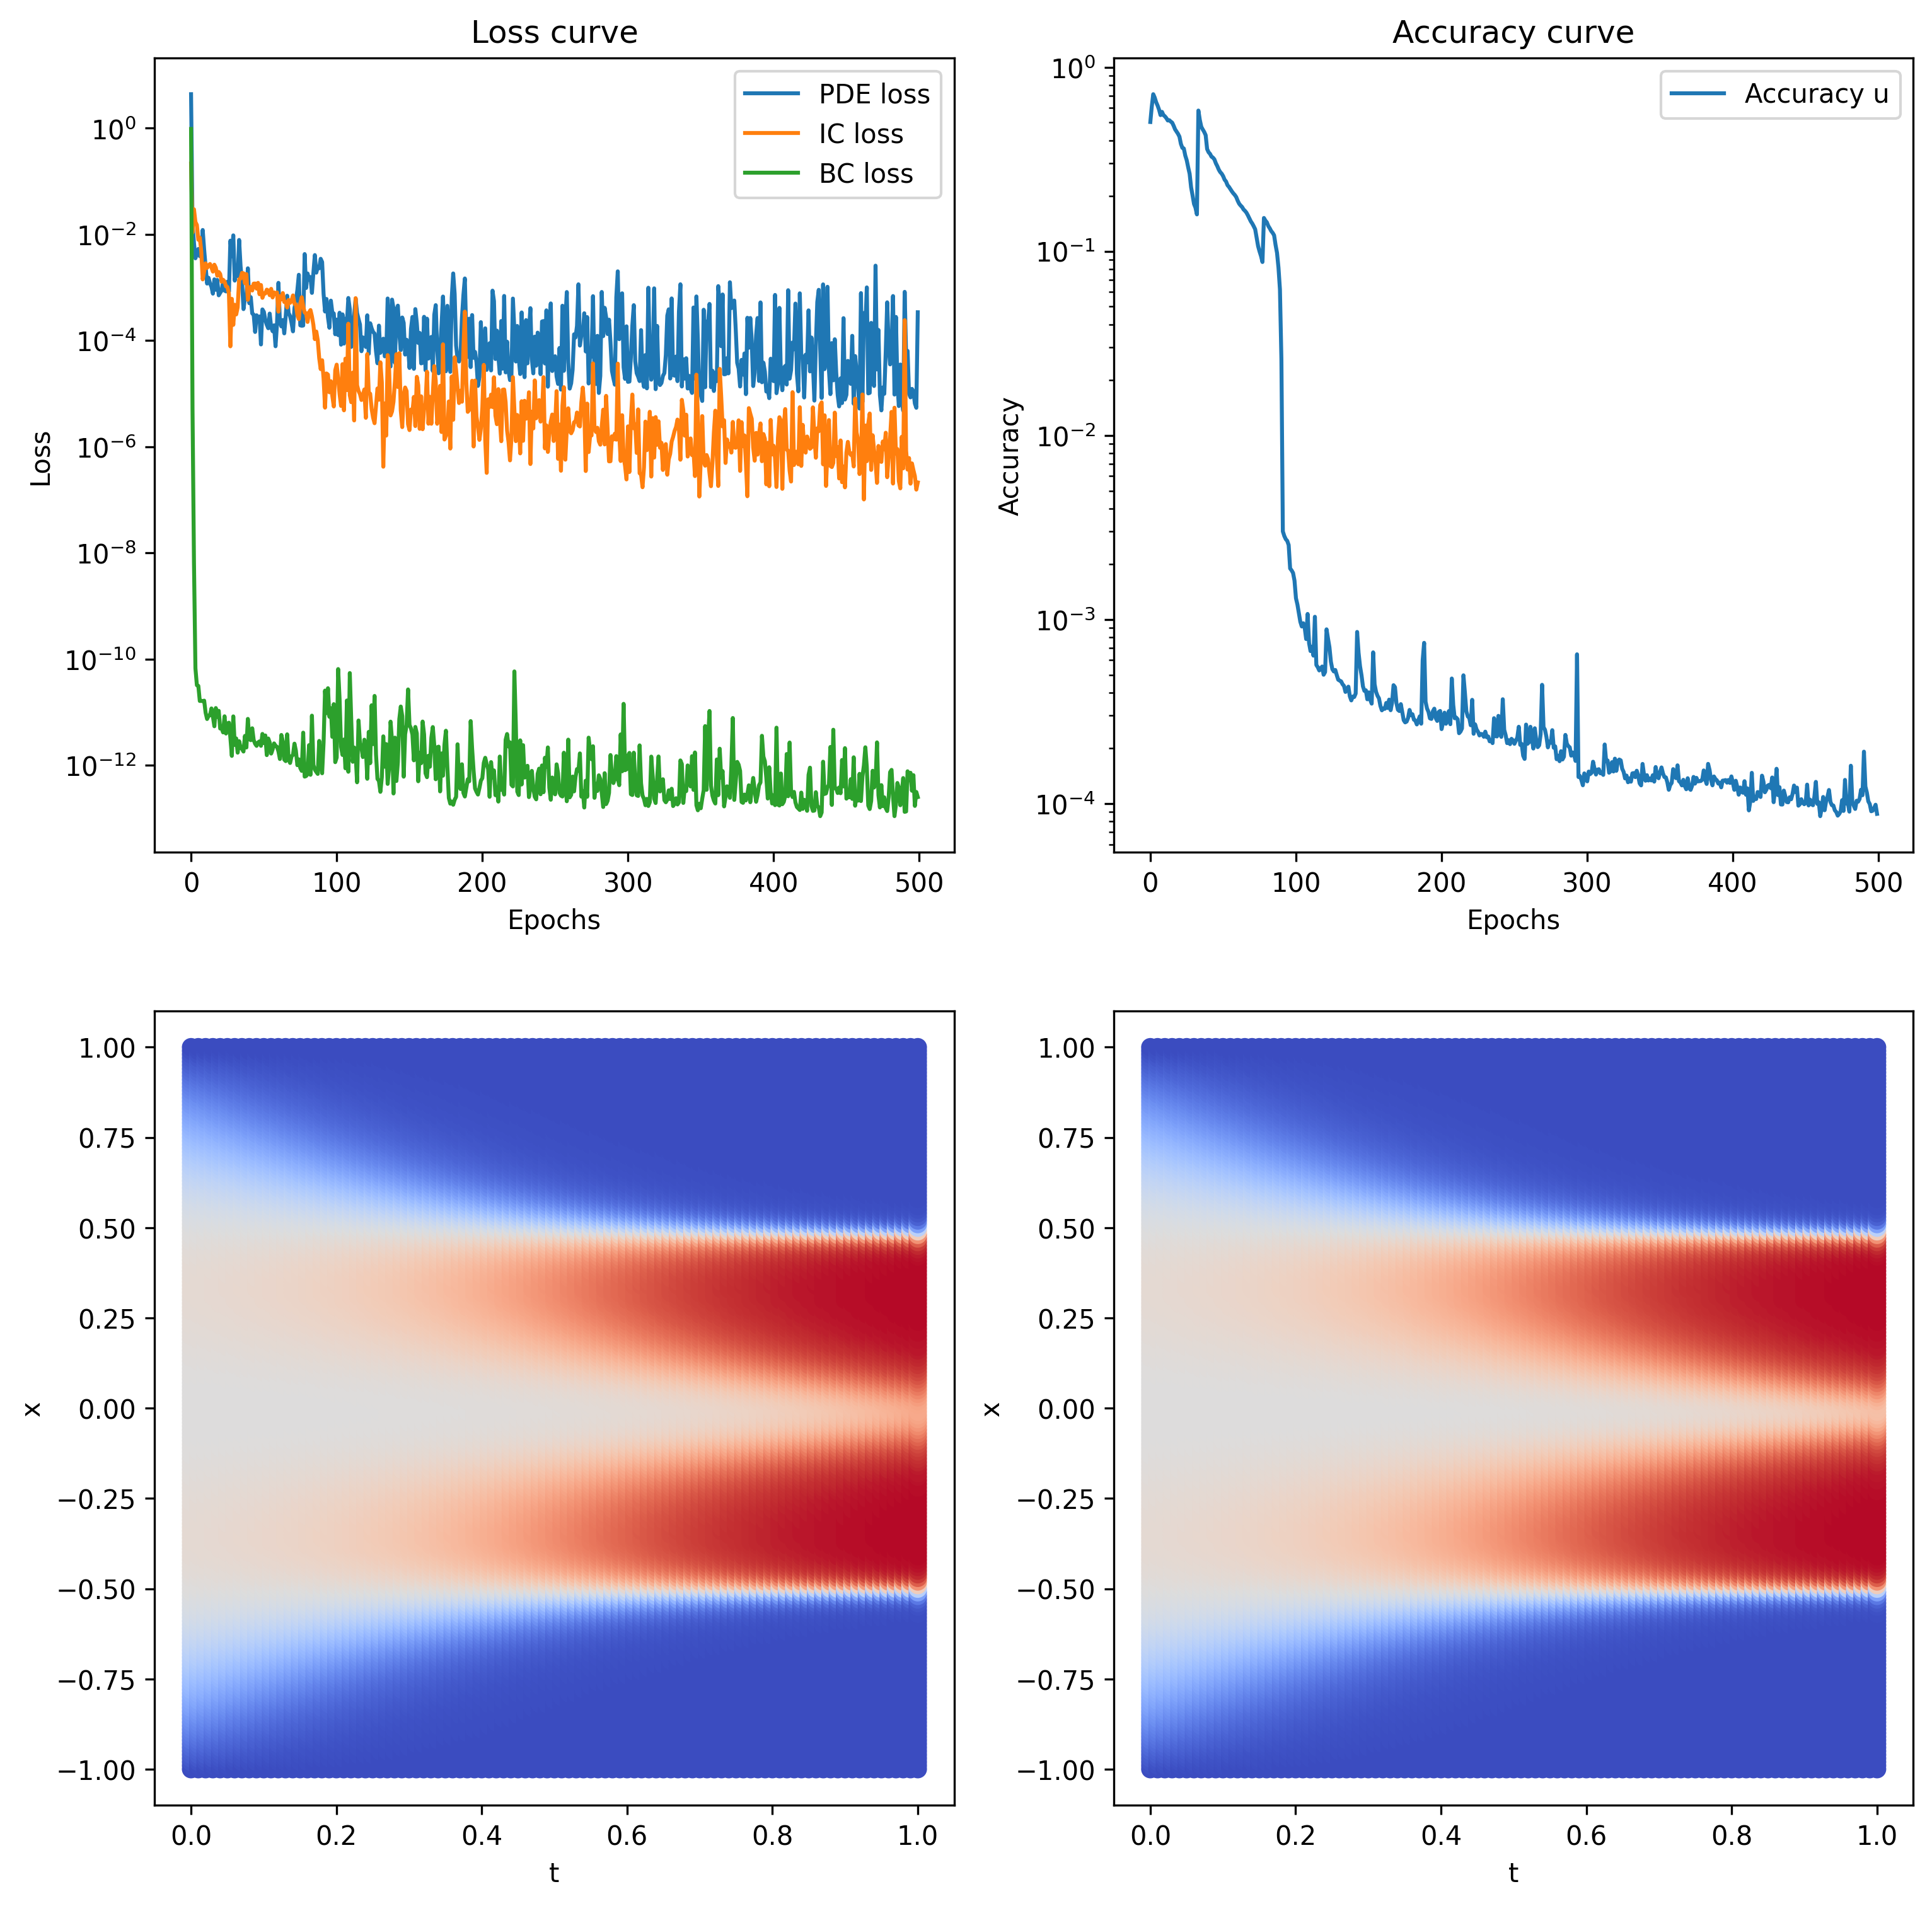 Loss curve
PDE loss
IC loss
BC loss
10^0
10^-2
10^-4
10^-6
10^-8
10^-10
10^-12
Loss
0 100 200 300 400 500
Epochs
Accuracy curve
Accuracy u
10^0
10^-1
10^-2
10^-3
10^-4
Accuracy
0 100 200 300 400 500
Epochs
1.00
0.75
0.50
0.25
0.00
−0.25
−0.50
−0.75
−1.00
x
0.0 0.2 0.4 0.6 0.8 1.0
t
1.00
0.75
0.50
0.25
0.00
−0.25
−0.50
−0.75
−1.00
x
0.0 0.2 0.4 0.6 0.8 1.0
t